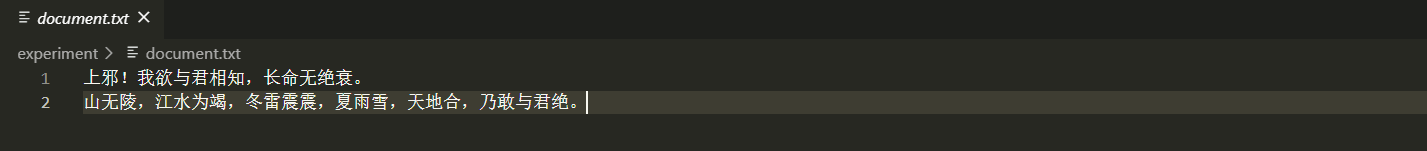 document.txt
experiment > document.txt
1 上邪！我欲与君相知，长命无绝衰。
2 山无陵，江水为竭，冬雷震震，夏雨雪，天地合，乃敢与君绝。